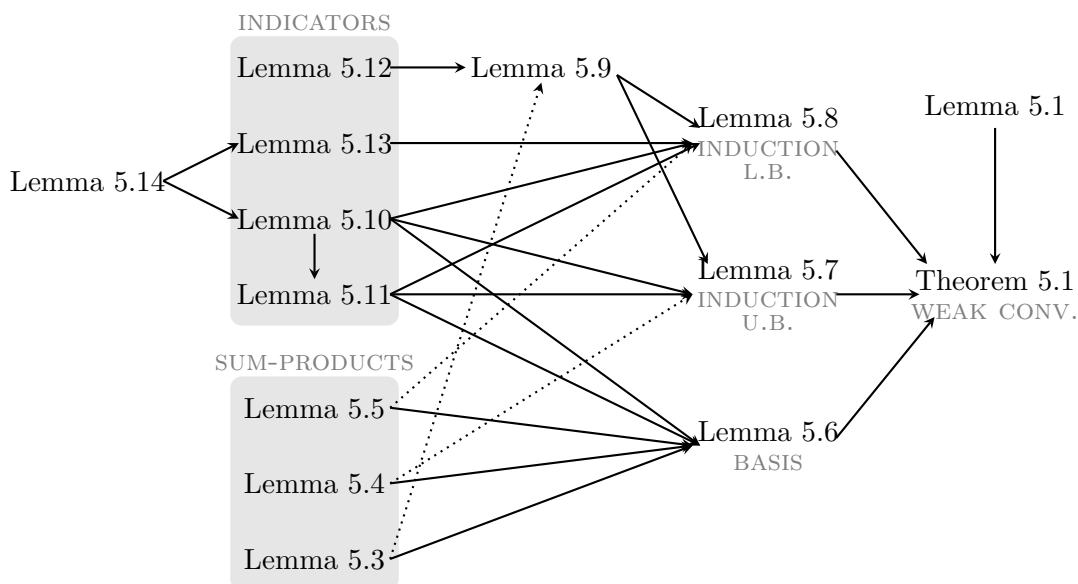 INDICATORS
Lemma 5.12
Lemma 5.9
Lemma 5.1
Lemma 5.8
INDUCTION
L.B.
Lemma 5.13
Lemma 5.14
Lemma 5.10
Lemma 5.7
INDUCTION
U.B.
Theorem 5.1
WEAK CONV.
Lemma 5.11
SUM-PRODUCTS
Lemma 5.5
Lemma 5.6
BASIS
Lemma 5.4
Lemma 5.3